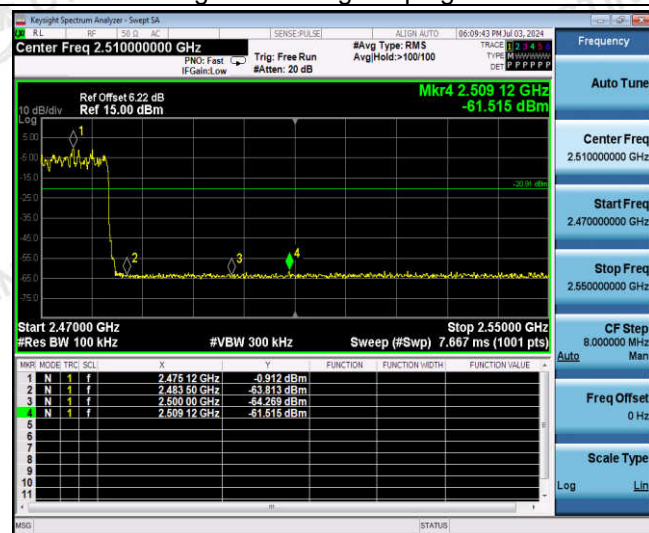 Keysight Spectrum Analyzer - Swept SA
RL RF 50 Ω AC SENSE:PULSE ALIGN AUTO 06:09:43 PM Jul 03, 2024
Center Freq 2.510000000 GHz #Avg Type: RMS TRACE 1 2 3 4 5 6
PNO: Fast Trig: Free Run Avg|Hold:>100/100 TYPE M WWWWW
IFGain:Low #Atten: 20 dB DET P P P P P P
Frequency
Auto Tune
Center Freq
2.510000000 GHz
Start Freq
2.470000000 GHz
Stop Freq
2.550000000 GHz
CF Step
8.000000 MHz
Auto Man
Freq Offset
0 Hz
Scale Type
Log Lin
Ref Offset 6.22 dB Mkr4 2.509 12 GHz
10 dB/div Ref 15.00 dBm -61.515 dBm
Log
5.00
-5.00
-15.0
-25.0
-35.0
-45.0
-55.0
-65.0
-75.0
1
2
3
4
-20.91 dBm
Start 2.47000 GHz Stop 2.55000 GHz
#Res BW 100 kHz #VBW 300 kHz Sweep (#Swp) 7.667 ms (1001 pts)
MKR MODE TRC SCL X Y FUNCTION FUNCTION WIDTH FUNCTION VALUE
1 N 1 f 2.475 12 GHz -0.912 dBm
2 N 1 f 2.483 50 GHz -63.813 dBm
3 N 1 f 2.500 00 GHz -64.269 dBm
4 N 1 f 2.509 12 GHz -61.515 dBm
5
6
7
8
9
10
11
MSG STATUS